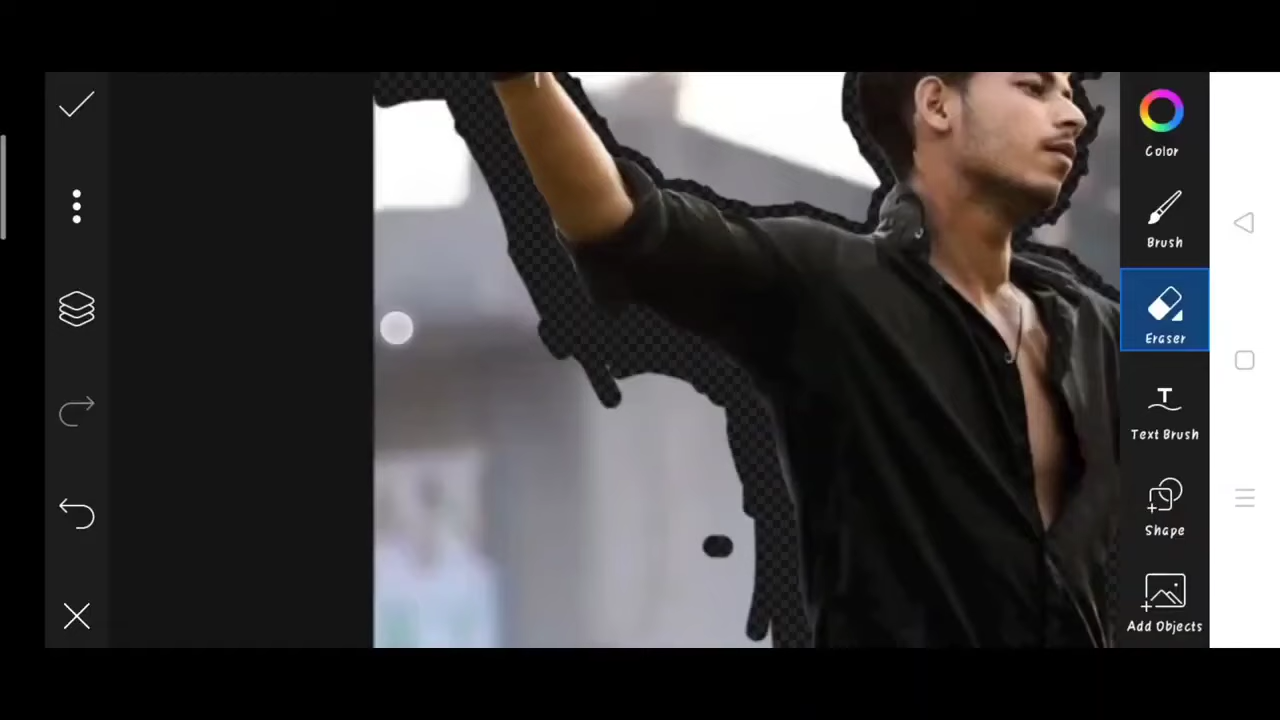 Color
Brush
Eraser
Text Brush
Shape
Add Objects